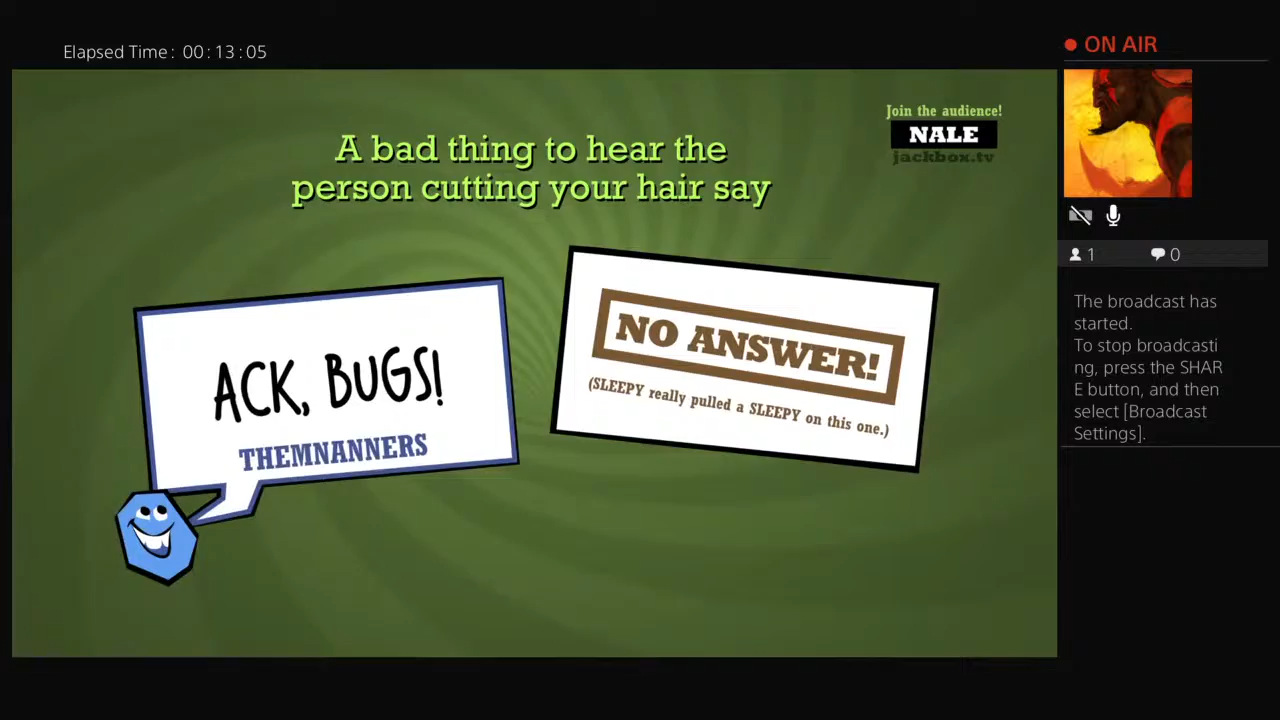 Elapsed Time: 00:13:05
ON AIR
Join the audience!
NALE
jackbox.tv
A bad thing to hear the
person cutting your hair say
ACK, BUGS!
THEMNANNERS
NO ANSWER!
(SLEEPY really pulled a SLEEPY on this one.)
1 0
The broadcast has
started.
To stop broadcasti
ng, press the SHAR
E button, and then
select [Broadcast
Settings].